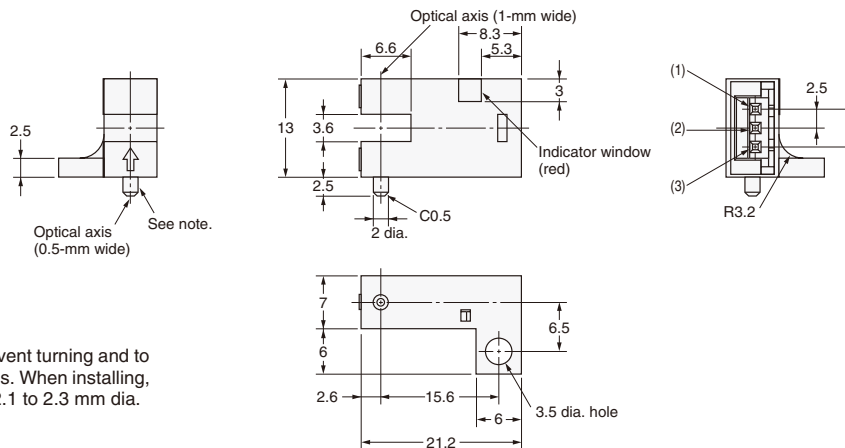 Optical axis (1-mm wide)
8.3
6.6
5.3
3
13
3.6
2.5
C0.5
2 dia.
Indicator window
(red)
2.5
Optical axis
(0.5-mm wide)
See note.
(1)
(2)
(3)
2.5
R3.2
7
6
6.5
2.6
15.6
6
3.5 dia. hole
21.2
vent turning and to
s. When installing,
2.1 to 2.3 mm dia.